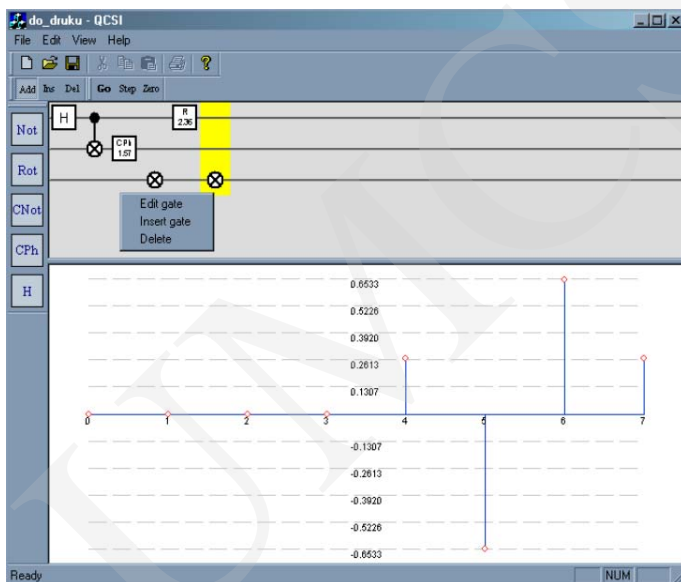 do_druku - QCSI
File Edit View Help
Add Ins Del Go Step Zero
Not
Rot
CNot
CPh
H
H
R
2.36
CPh
1.57
Edit gate
Insert gate
Delete
0.6533
0.5226
0.3920
0.2613
0.1307
0 1 2 3 4 5 6 7
-0.1307
-0.2613
-0.3920
-0.5226
-0.6533
Ready
NUM
UMCS